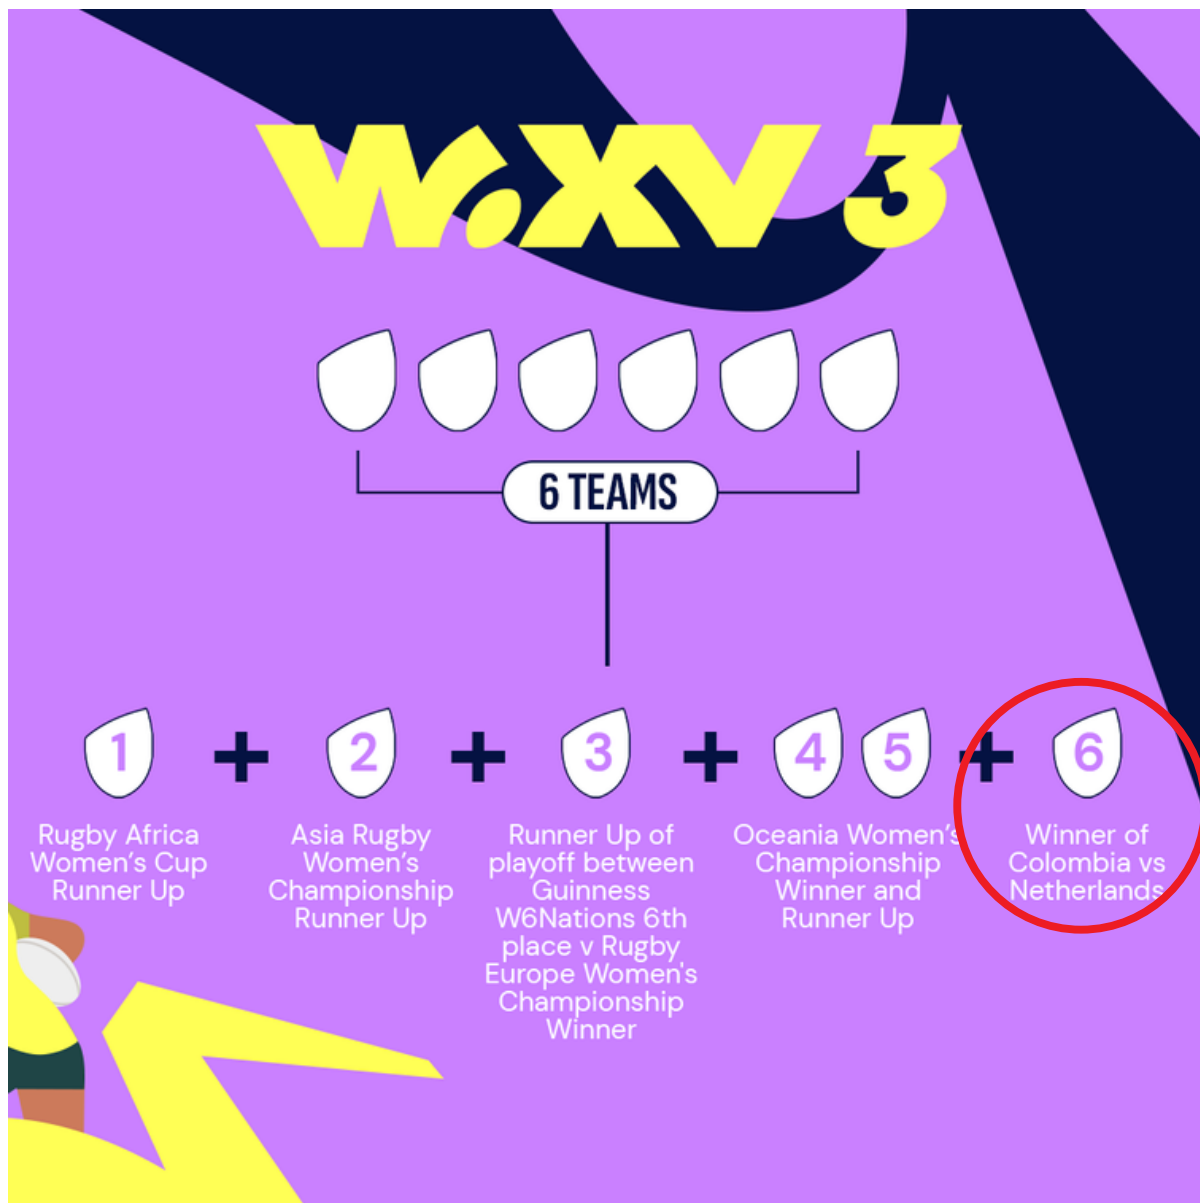 W.XV 3
6 TEAMS
1
2
3
4
5
6
Rugby Africa
Women’s Cup
Runner Up
Asia Rugby
Women’s
Championship
Runner Up
Runner Up of
playoff between
Guinness
W6Nations 6th
place v Rugby
Europe Women's
Championship
Winner
Oceania Women’s
Championship
Winner and
Runner Up
Winner of
Colombia vs
Netherlands